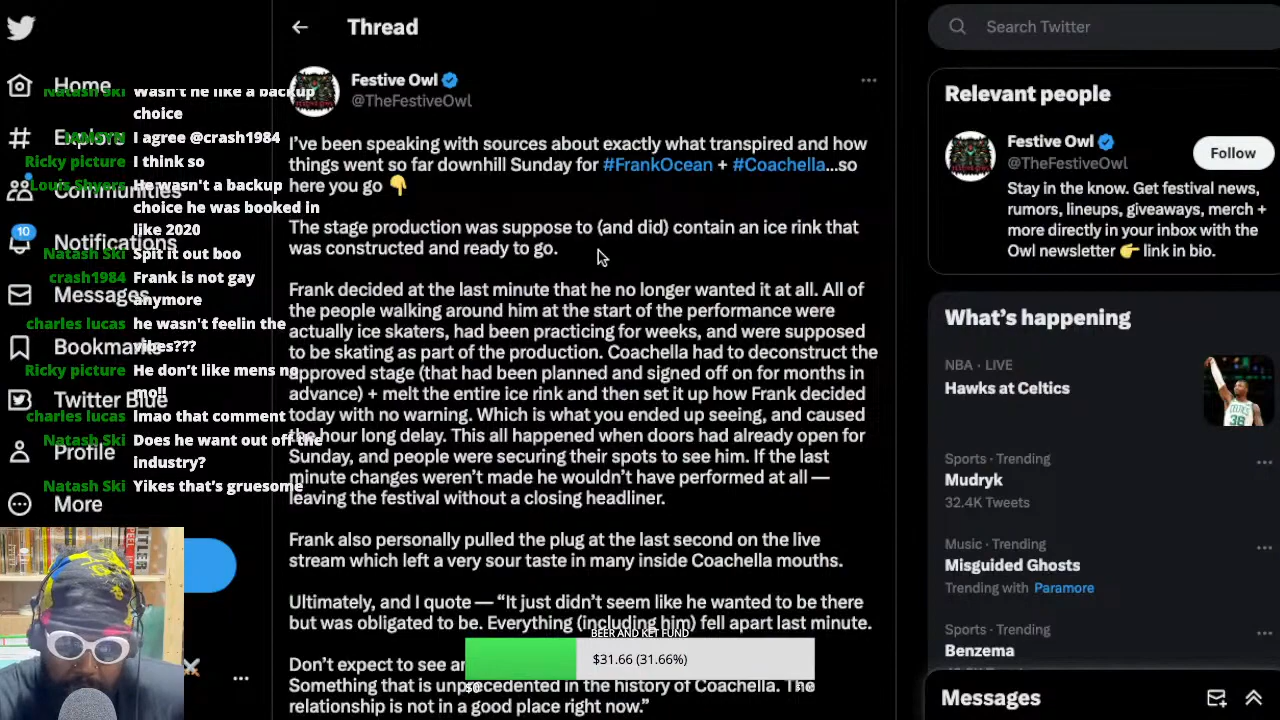 Home
Explore
Communities
Notifications
10
Messages
Bookmarks
Twitter Blue
Profile
More
Natash Ski Wasn't he like a backup
choice
I agree @crash1984
Ricky picture I think so
Louis Shvers He wasn't a backup
choice he was booked in
ljke 2020
Natash Ski Spit it out boo
crash1984 Frank is not gay
anymore
charles lucas he wasn't feelin the
vibes???
Ricky picture He don't like mens no
mo!!
charles lucas lmao that comment
Natash Ski Does he want out off the
industry?
Natash Ski Yikes that's gruesome
Thread
Festive Owl
@TheFestiveOwl
I've been speaking with sources about exactly what transpired and how
things went so far downhill Sunday for #FrankOcean + #Coachella...so
here you go 👇
The stage production was suppose to (and did) contain an ice rink that
was constructed and ready to go.
Frank decided at the last minute that he no longer wanted it at all. All of
the people walking around him at the start of the performance were
actually ice skaters, had been practicing for weeks, and were supposed
to be skating as part of the production. Coachella had to deconstruct the
approved stage (that had been planned and signed off on for months in
advance) + melt the entire ice rink and then set it up how Frank decided
today with no warning. Which is what you ended up seeing, and caused
the hour long delay. This all happened when doors had already open for
Sunday, and people were securing their spots to see him. If the last
minute changes weren't made he wouldn't have performed at all —
leaving the festival without a closing headliner.
Frank also personally pulled the plug at the last second on the live
stream which left a very sour taste in many inside Coachella mouths.
Ultimately, and I quote — “It just didn't seem like he wanted to be there
but was obligated to be. Everything (including him) fell apart last minute.
BEER AND KET FUND
$31.66 (31.66%)
$0
Don't expect to see
Something that is unprecedented in the history of Coachella. The
relationship is not in a good place right now.”
Search Twitter
Relevant people
Festive Owl
@TheFestiveOwl
Follow
Stay in the know. Get festival news,
rumors, lineups, giveaways, merch +
more directly in your inbox with the
Owl newsletter 👉 link in bio.
What's happening
NBA · LIVE
Hawks at Celtics
Sports · Trending
Mudryk
32.4K Tweets
Music · Trending
Misguided Ghosts
Trending with Paramore
Sports · Trending
Benzema
Messages